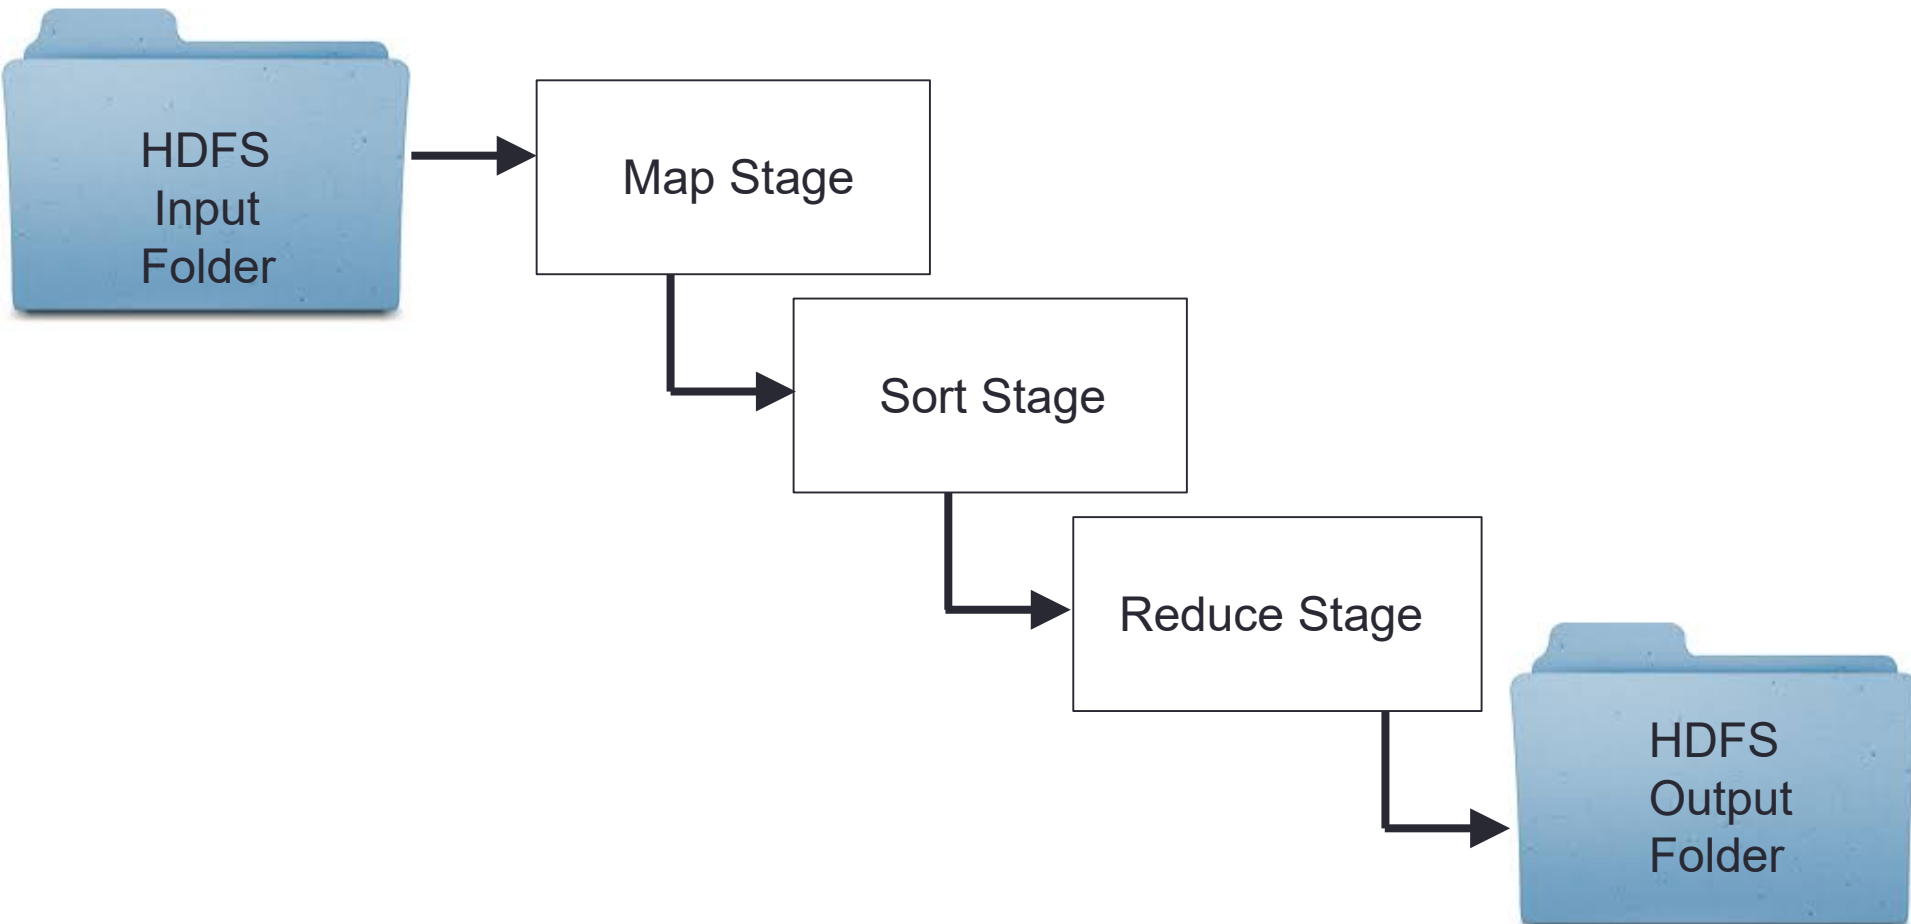 HDFS
Input
Folder
Map Stage
Sort Stage
Reduce Stage
HDFS
Output
Folder